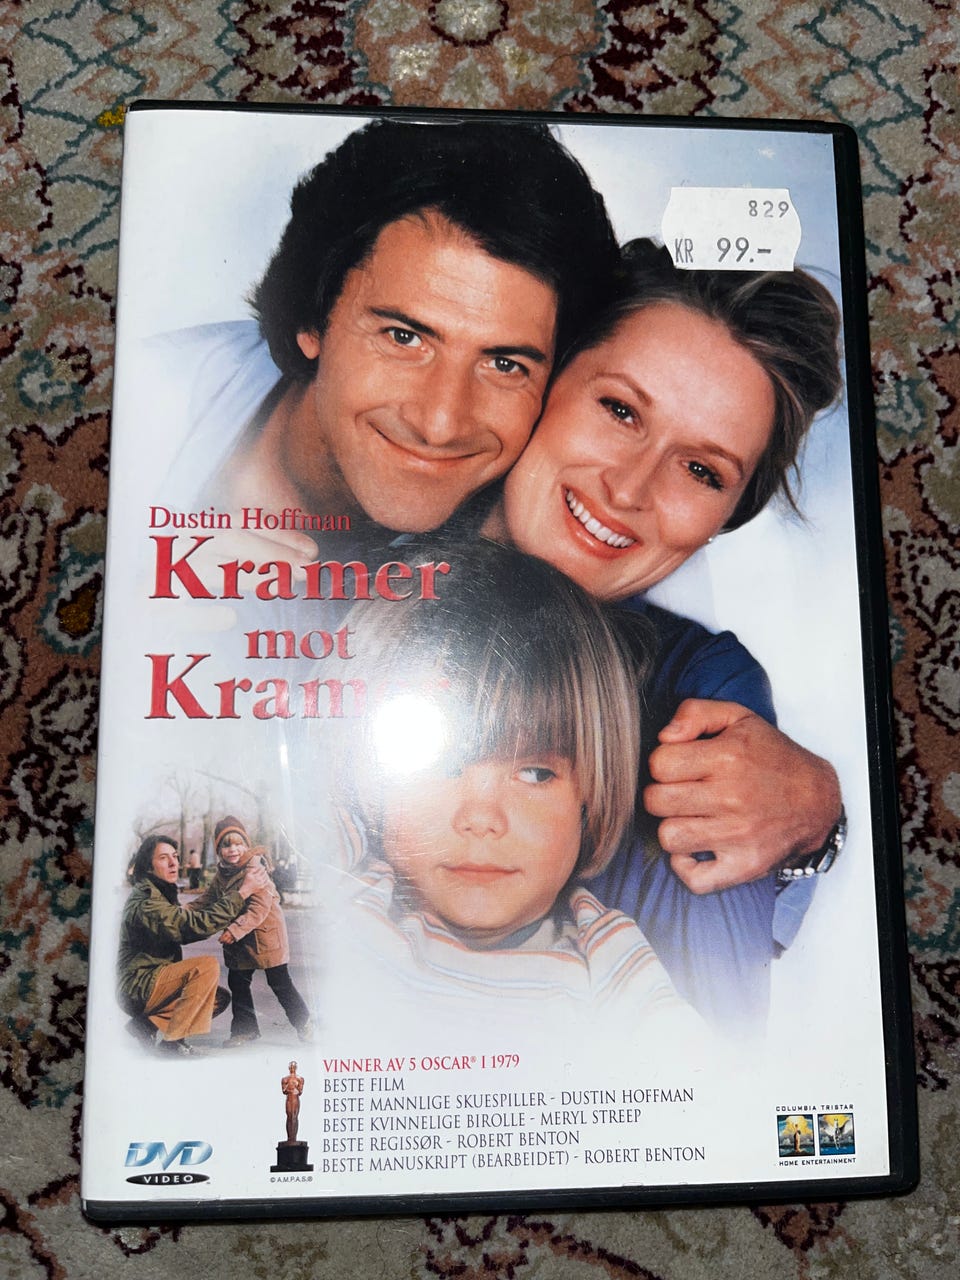 829
KR 99.-
Dustin Hoffman
Kramer
mot
Kramer
VINNER AV 5 OSCAR® I 1979
BESTE FILM
BESTE MANNLIGE SKUESPILLER - DUSTIN HOFFMAN
BESTE KVINNELIGE BIROLLE - MERYL STREEP
BESTE REGISSØR - ROBERT BENTON
BESTE MANUSKRIPT (BEARBEIDET) - ROBERT BENTON
©A.M.P.A.S.®
DVD
VIDEO
COLUMBIA TRISTAR
HOME ENTERTAINMENT